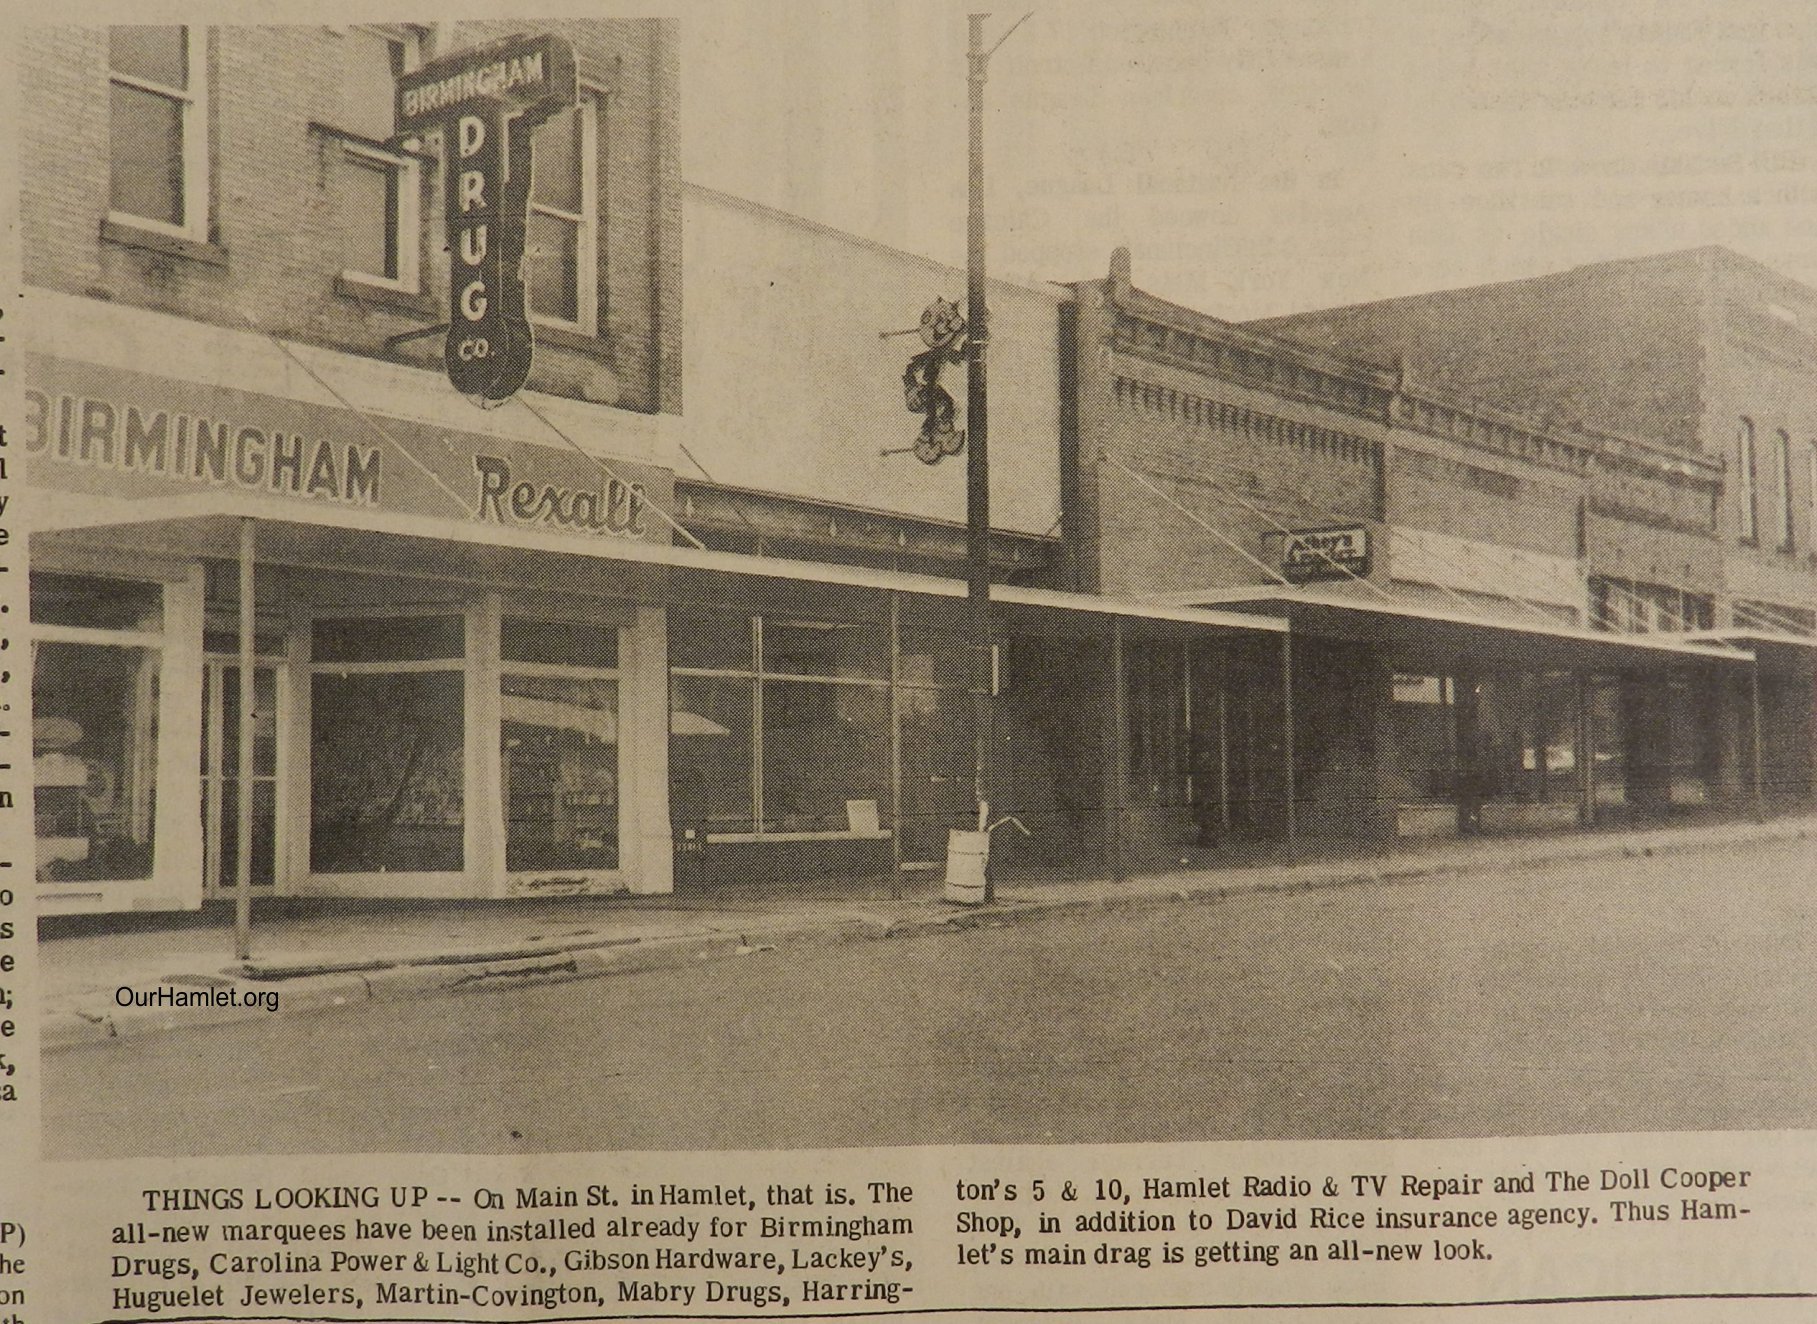 BIRMINGHAM
DRUG
CO.
BIRMINGHAM Rexall
OurHamlet.org
THINGS LOOKING UP -- On Main St. in Hamlet, that is. The
all-new marquees have been installed already for Birmingham
Drugs, Carolina Power & Light Co., Gibson Hardware, Lackey's,
Huguelet Jewelers, Martin-Covington, Mabry Drugs, Harring-
ton's 5 & 10, Hamlet Radio & TV Repair and The Doll Cooper
Shop, in addition to David Rice insurance agency. Thus Ham-
let's main drag is getting an all-new look.